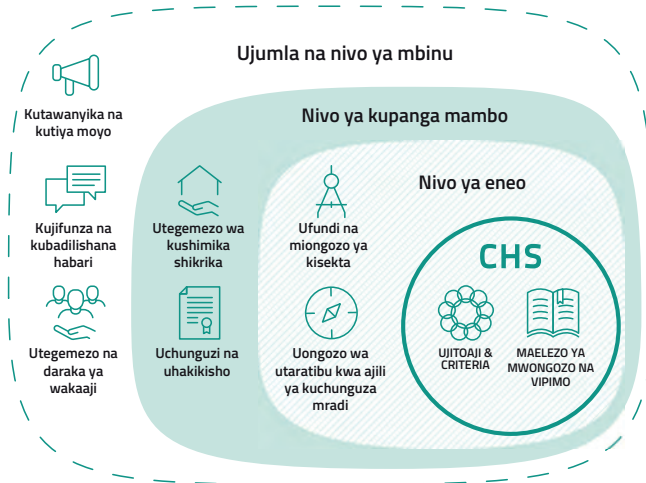 Ujumla na nivo ya mbinu
Kutawanyika na
kutiya moyo
Kujifunza na
kubadilishana
habari
Utegemezo na
daraka ya
wakaaji
Nivo ya kupanga mambo
Utegemezo wa
kushimika
shikrika
Uchunguzi na
uhakikisho
Nivo ya eneo
Ufundi na
miongozo ya
kisekta
Uongozo wa
utaratibu kwa ajili
ya kuchunguza
mradi
CHS
UJITOAJI &
CRITERIA
MAELEZO YA
MWONGOZO NA
VIPIMO